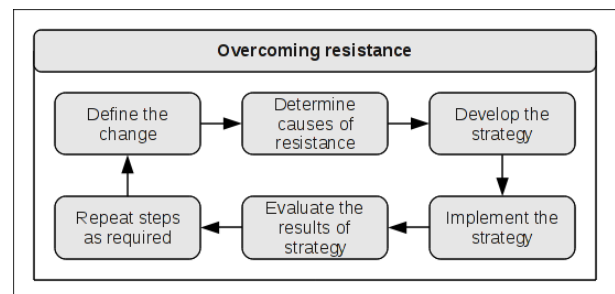 Overcoming resistance
Define the
change
Determine
causes of
resistance
Develop the
strategy
Repeat steps
as required
Evaluate the
results of
strategy
Implement the
strategy